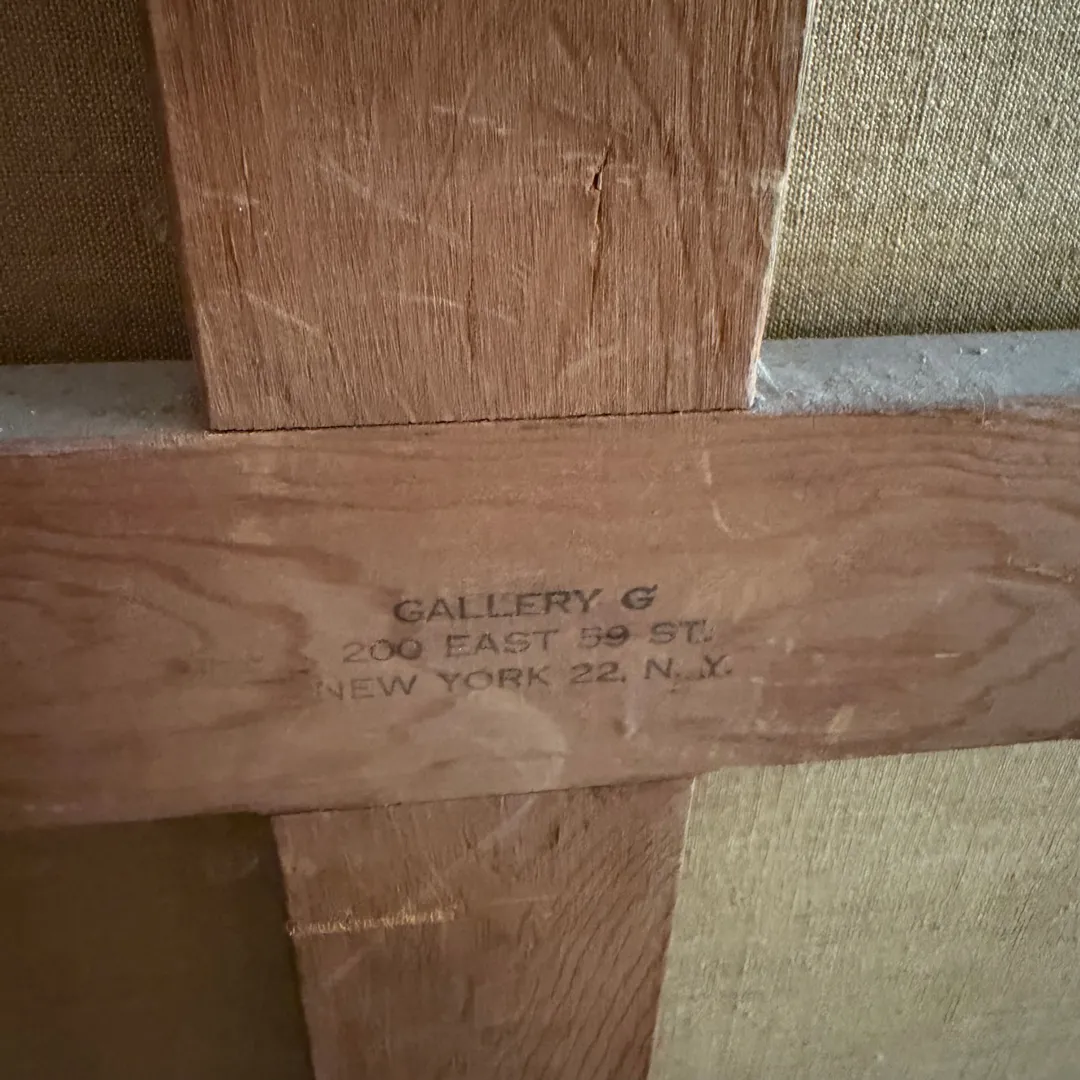 GALLERY G
200 EAST 59 ST.
NEW YORK 22, N. Y.